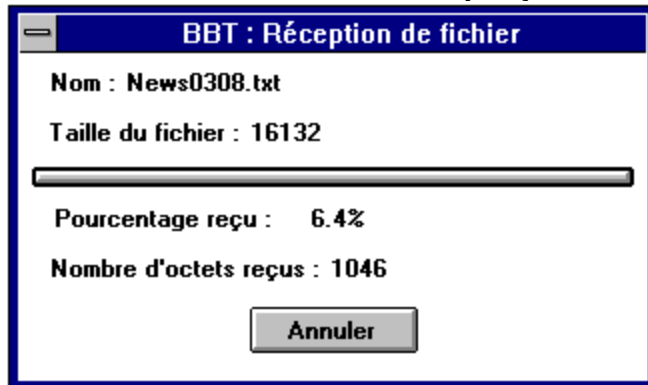 BBT : Réception de fichier
Nom : News0308.txt
Taille du fichier : 16132
Pourcentage reçu : 6.4%
Nombre d'octets reçus : 1046
Annuler